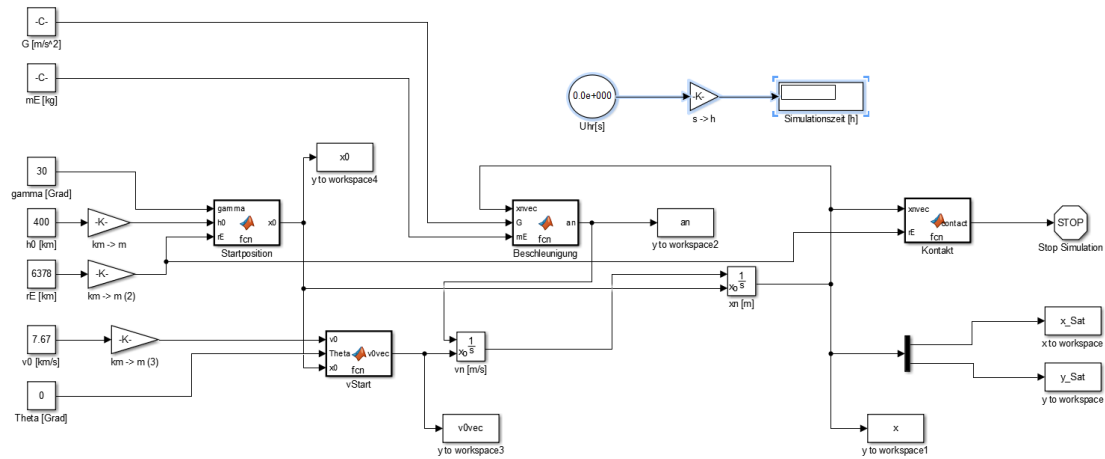 -C-
G [m/s^2]
-C-
mE [kg]
0.0e+000
Uhr[s]
-K-
s -> h
Simulationszeit [h]
x0
y to workspace4
30
gamma [Grad]
400
h0 [km]
-K-
km -> m
6378
rE [km]
-K-
km -> m (2)
gamma
h0
rE
x0
fcn
Startposition
xnvec
G
mE
an
fcn
Beschleunigung
an
y to workspace2
xnvec
rE
contact
fcn
Kontakt
STOP
Stop Simulation
xo 1
s
xn [m]
7.67
v0 [km/s]
-K-
km -> m (3)
0
Theta [Grad]
v0
Theta
x0
v0vec
fcn
vStart
xo 1
s
vn [m/s]
v0vec
y to workspace3
x_Sat
x to workspace
y_Sat
y to workspace
x
y to workspace1